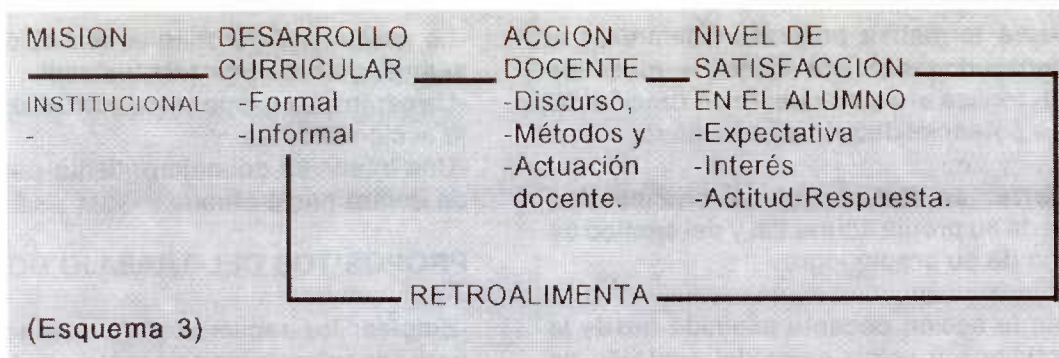 MISION
INSTITUCIONAL
-
DESARROLLO
CURRICULAR
-Formal
-Informal
ACCION
DOCENTE
-Discurso,
-Métodos y
-Actuación
docente.
NIVEL DE
SATISFACCION
EN EL ALUMNO
-Expectativa
-Interés
-Actitud-Respuesta.
RETROALIMENTA
(Esquema 3)